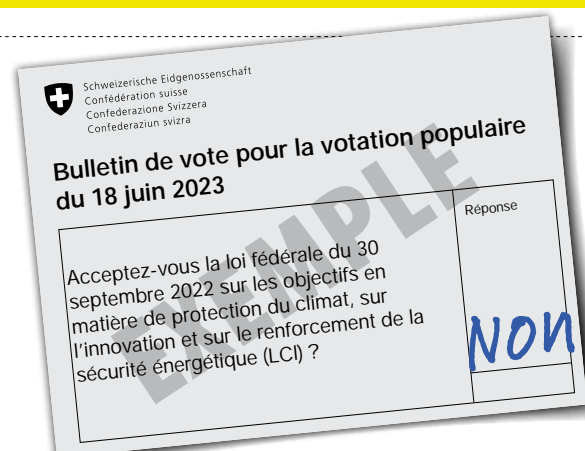 Schweizerische Eidgenossenschaft
Confédération suisse
Confederazione Svizzera
Confederaziun svizra
Bulletin de vote pour la votation populaire
du 18 juin 2023
Réponse
Acceptez-vous la loi fédérale du 30
septembre 2022 sur les objectifs en
matière de protection du climat, sur
l'innovation et sur le renforcement de la
sécurité énergétique (LCI) ?
NON
EXEMPLE